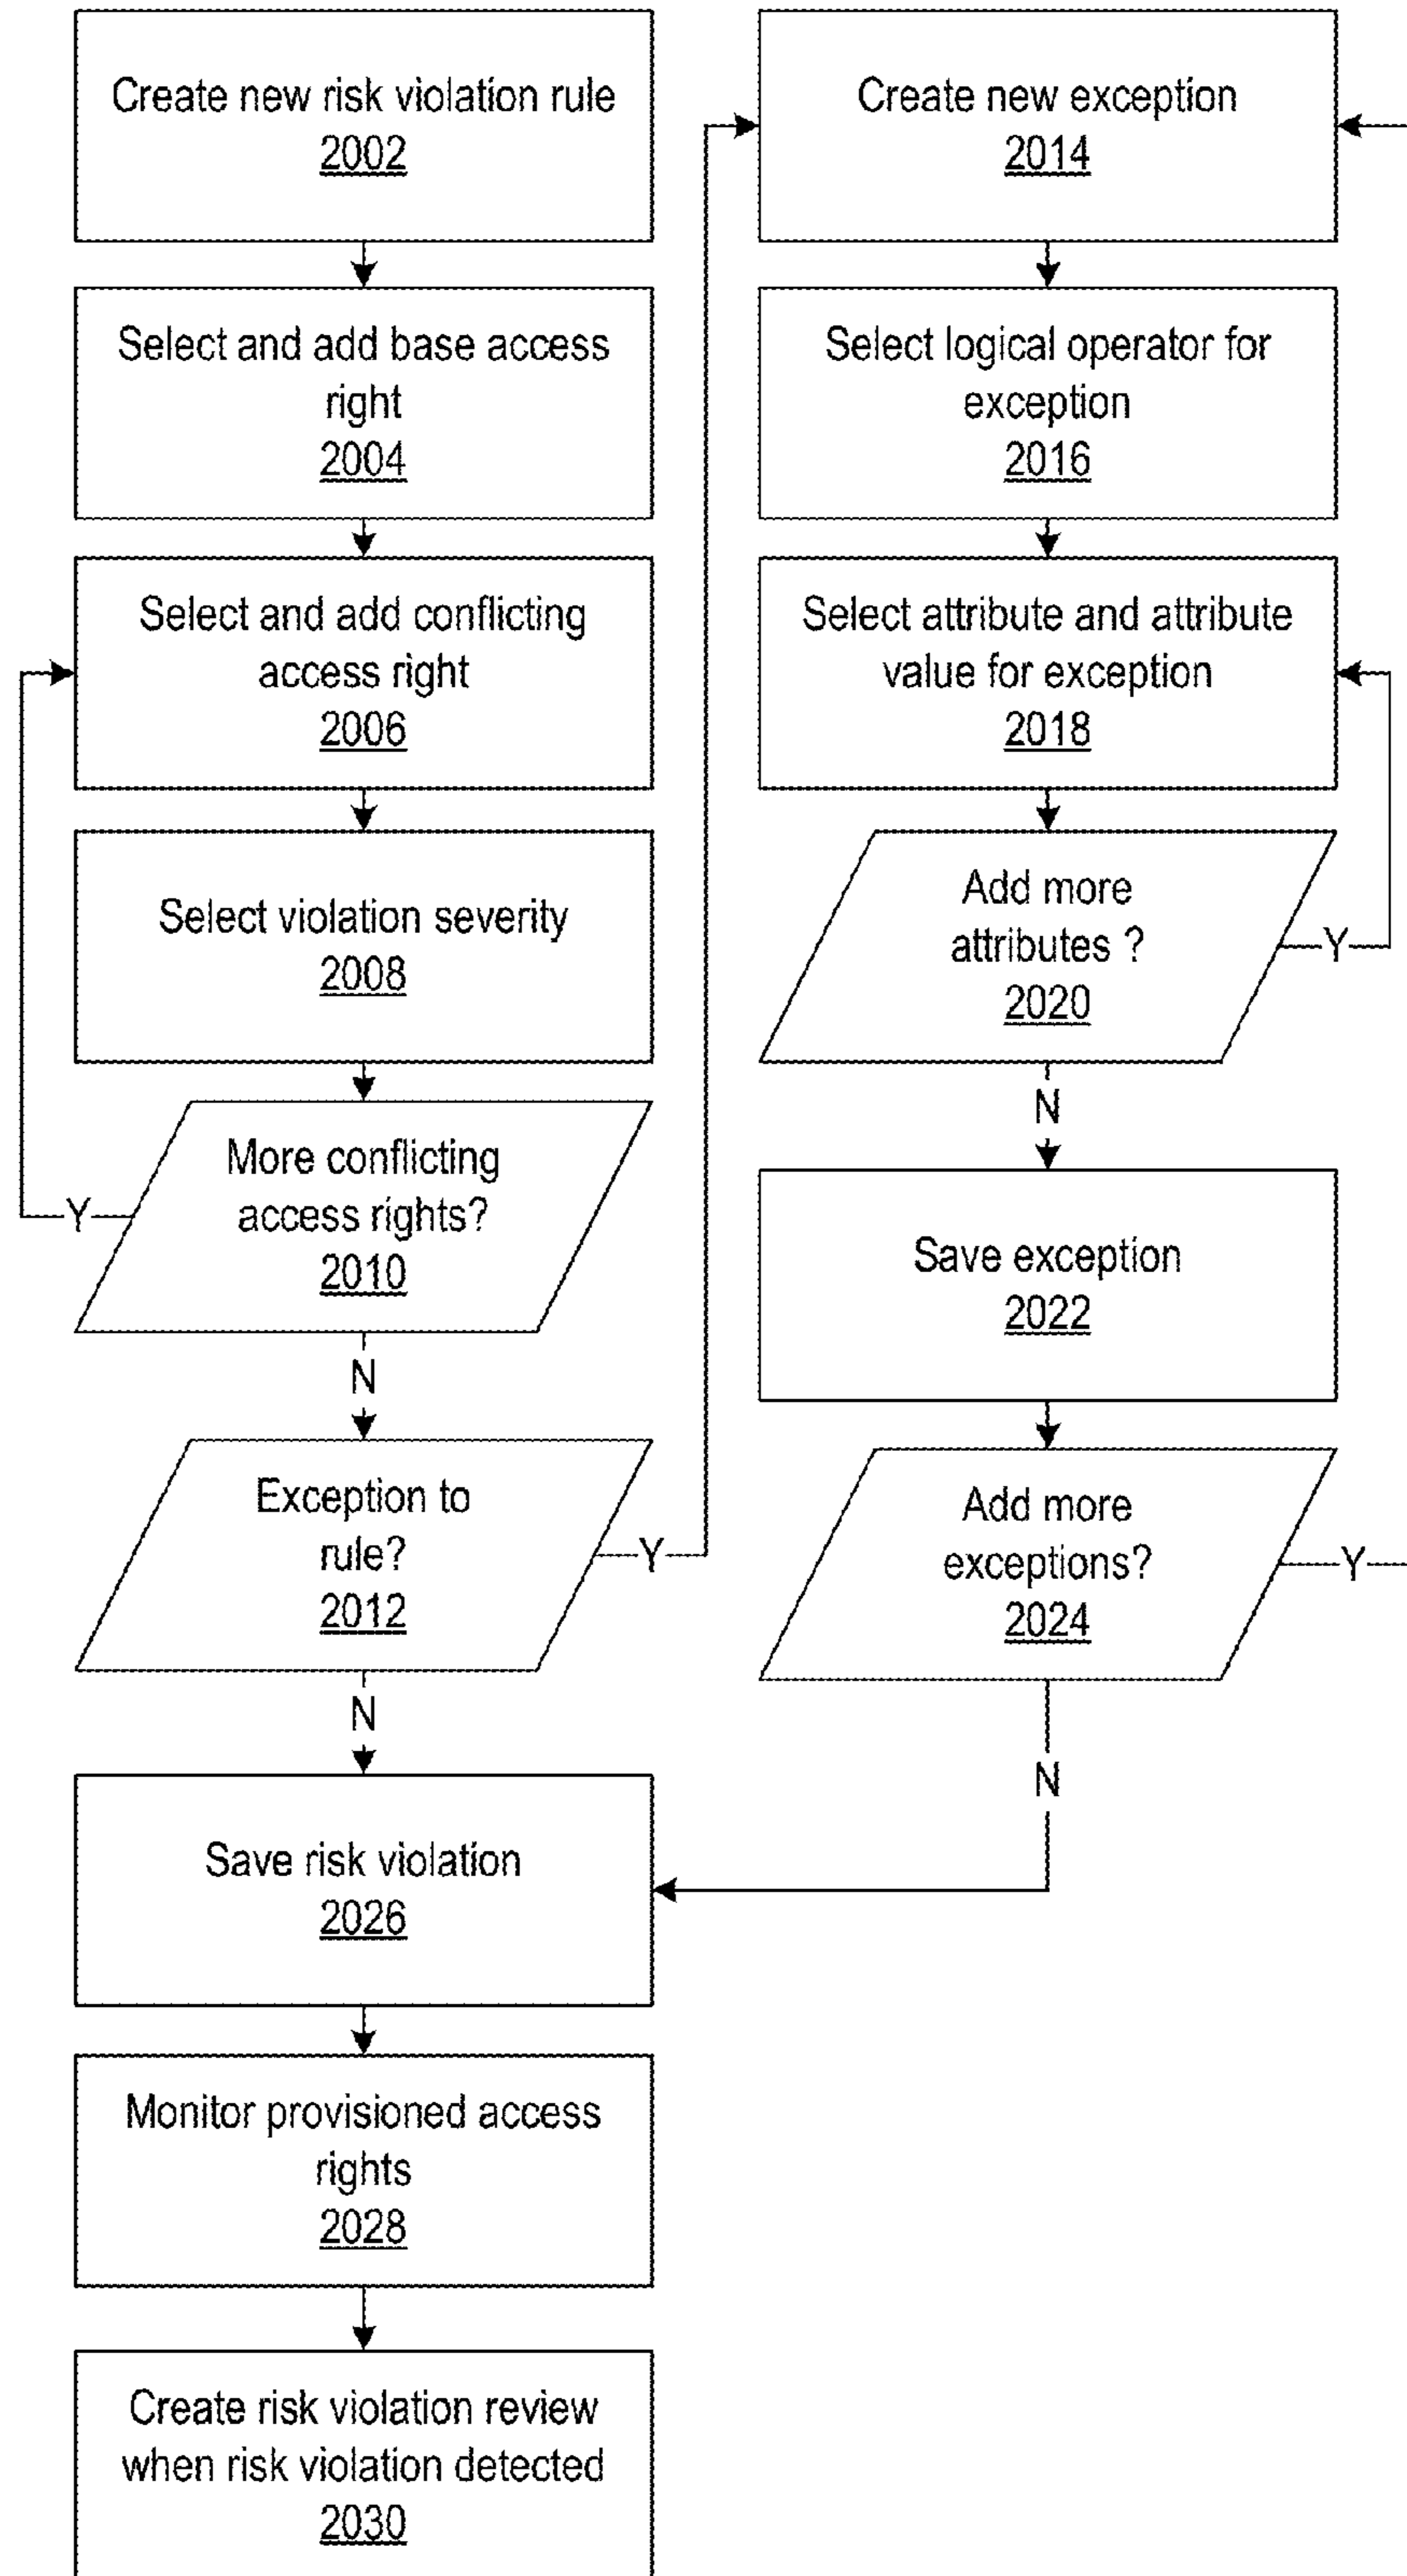 Create new risk violation rule
2002
Select and add base access
right
2004
Select and add conflicting
access right
2006
Select violation severity
2008
More conflicting
access rights?
2010
Y
N
Exception to
rule?
2012
Y
N
Create new exception
2014
Select logical operator for
exception
2016
Select attribute and attribute
value for exception
2018
Add more
attributes ?
2020
Y
N
Save exception
2022
Add more
exceptions?
2024
Y
N
Save risk violation
2026
Monitor provisioned access
rights
2028
Create risk violation review
when risk violation detected
2030